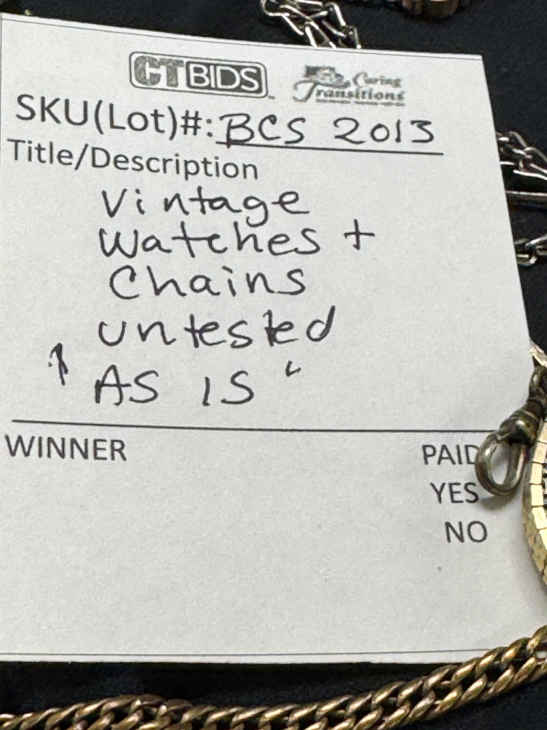 CTBIDS Caring Transitions
SKU(Lot)#: BCS 2013
Title/Description
Vintage
Watches +
Chains
untested
"AS IS"
WINNER PAID
YES
NO